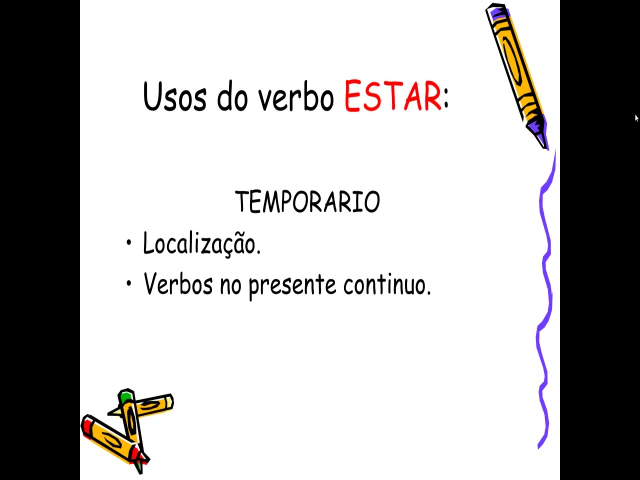 Usos do verbo ESTAR:
TEMPORARIO
• Localização.
• Verbos no presente continuo.